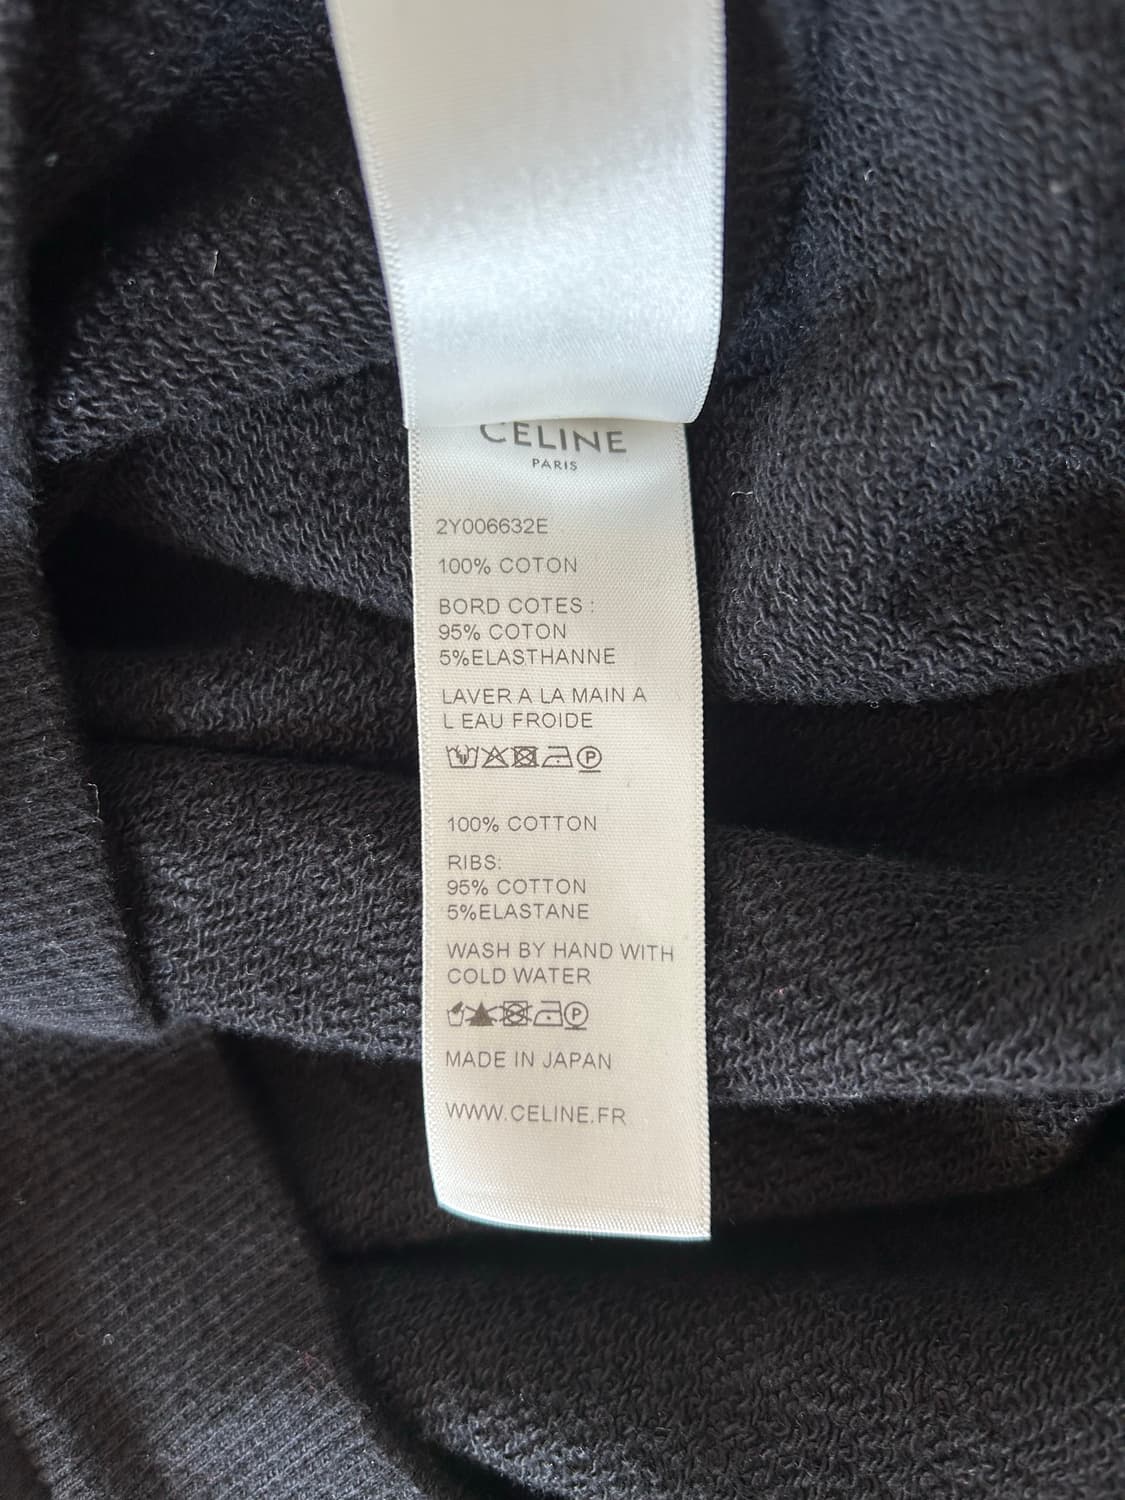 CELINE
PARIS
2Y006632E
100% COTON
BORD COTES :
95% COTON
5%ELASTHANNE
LAVER A LA MAIN A
L EAU FROIDE
P
100% COTTON
RIBS:
95% COTTON
5%ELASTANE
WASH BY HAND WITH
COLD WATER
P
MADE IN JAPAN
WWW.CELINE.FR